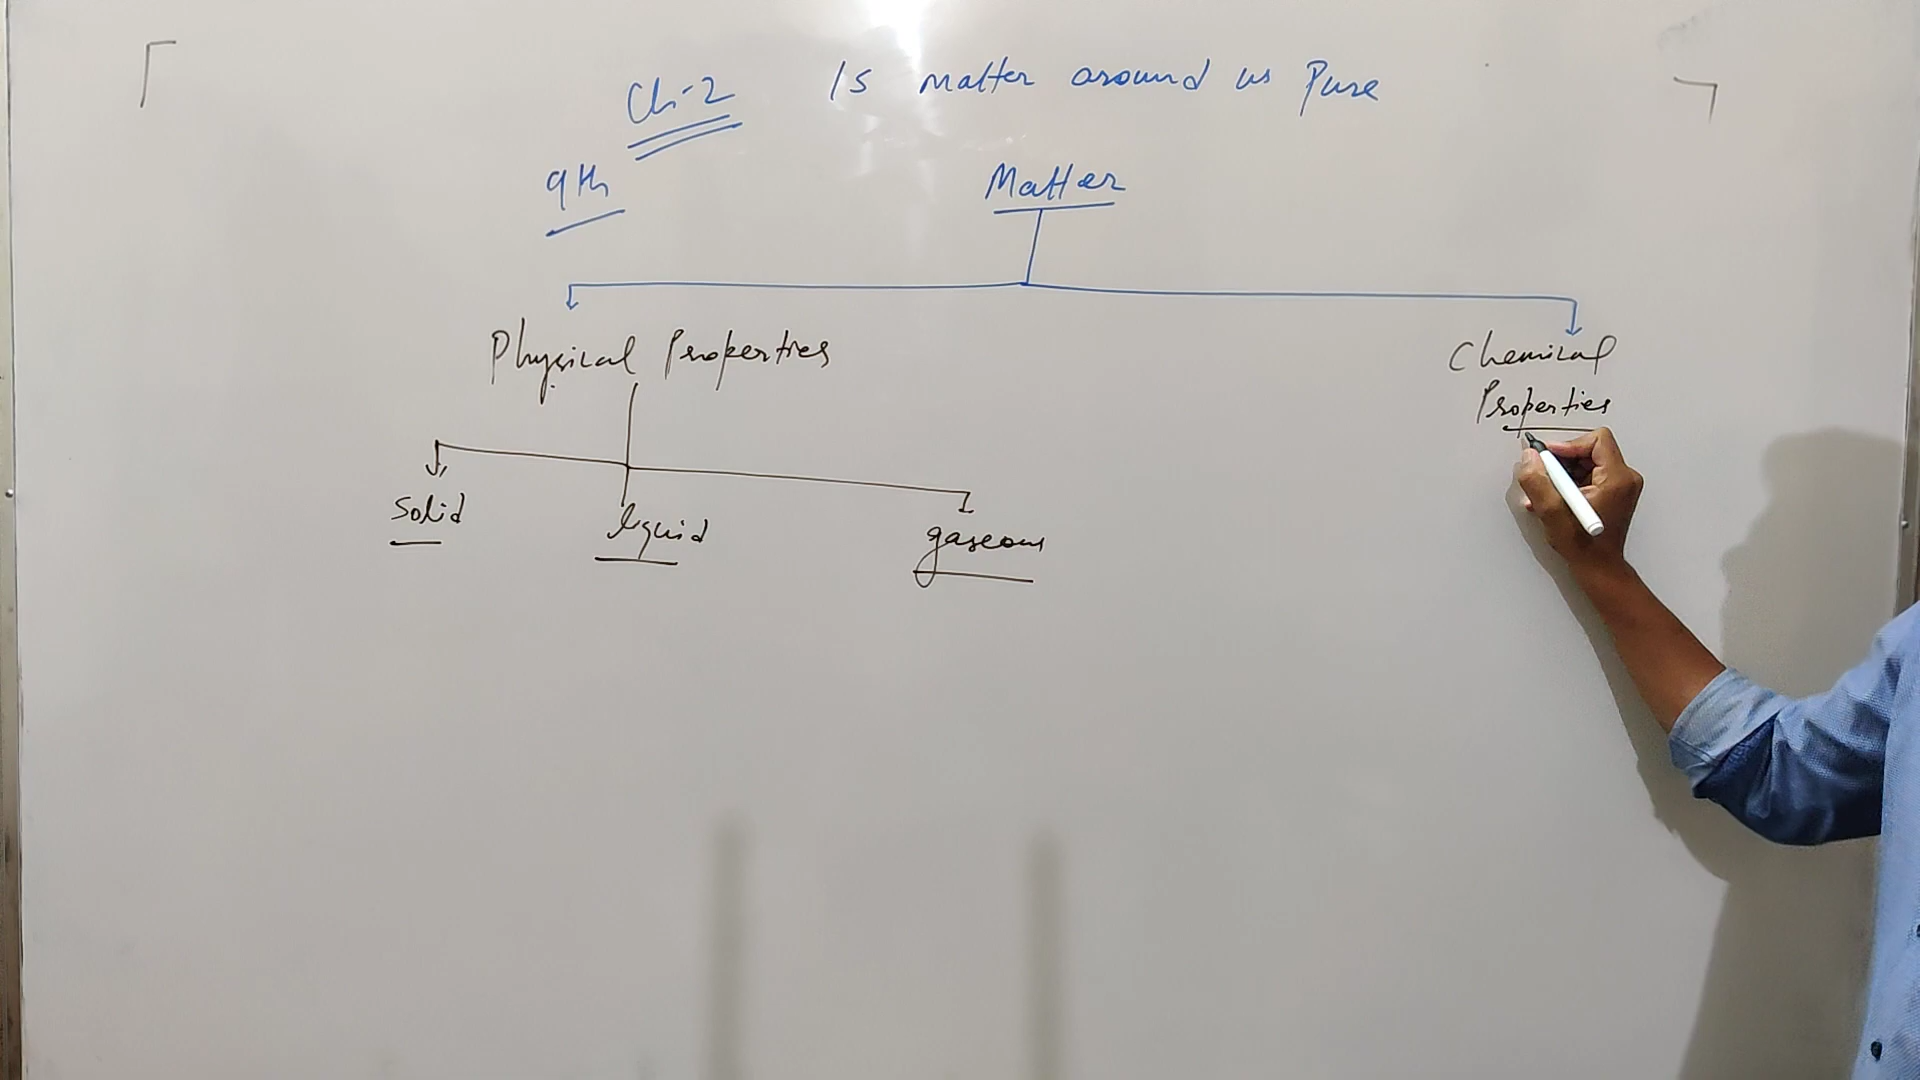 Ch-2 Is matter around us Pure
9th
Matter
Physical Properties
Chemical
Properties
Solid
liquid
gaseous